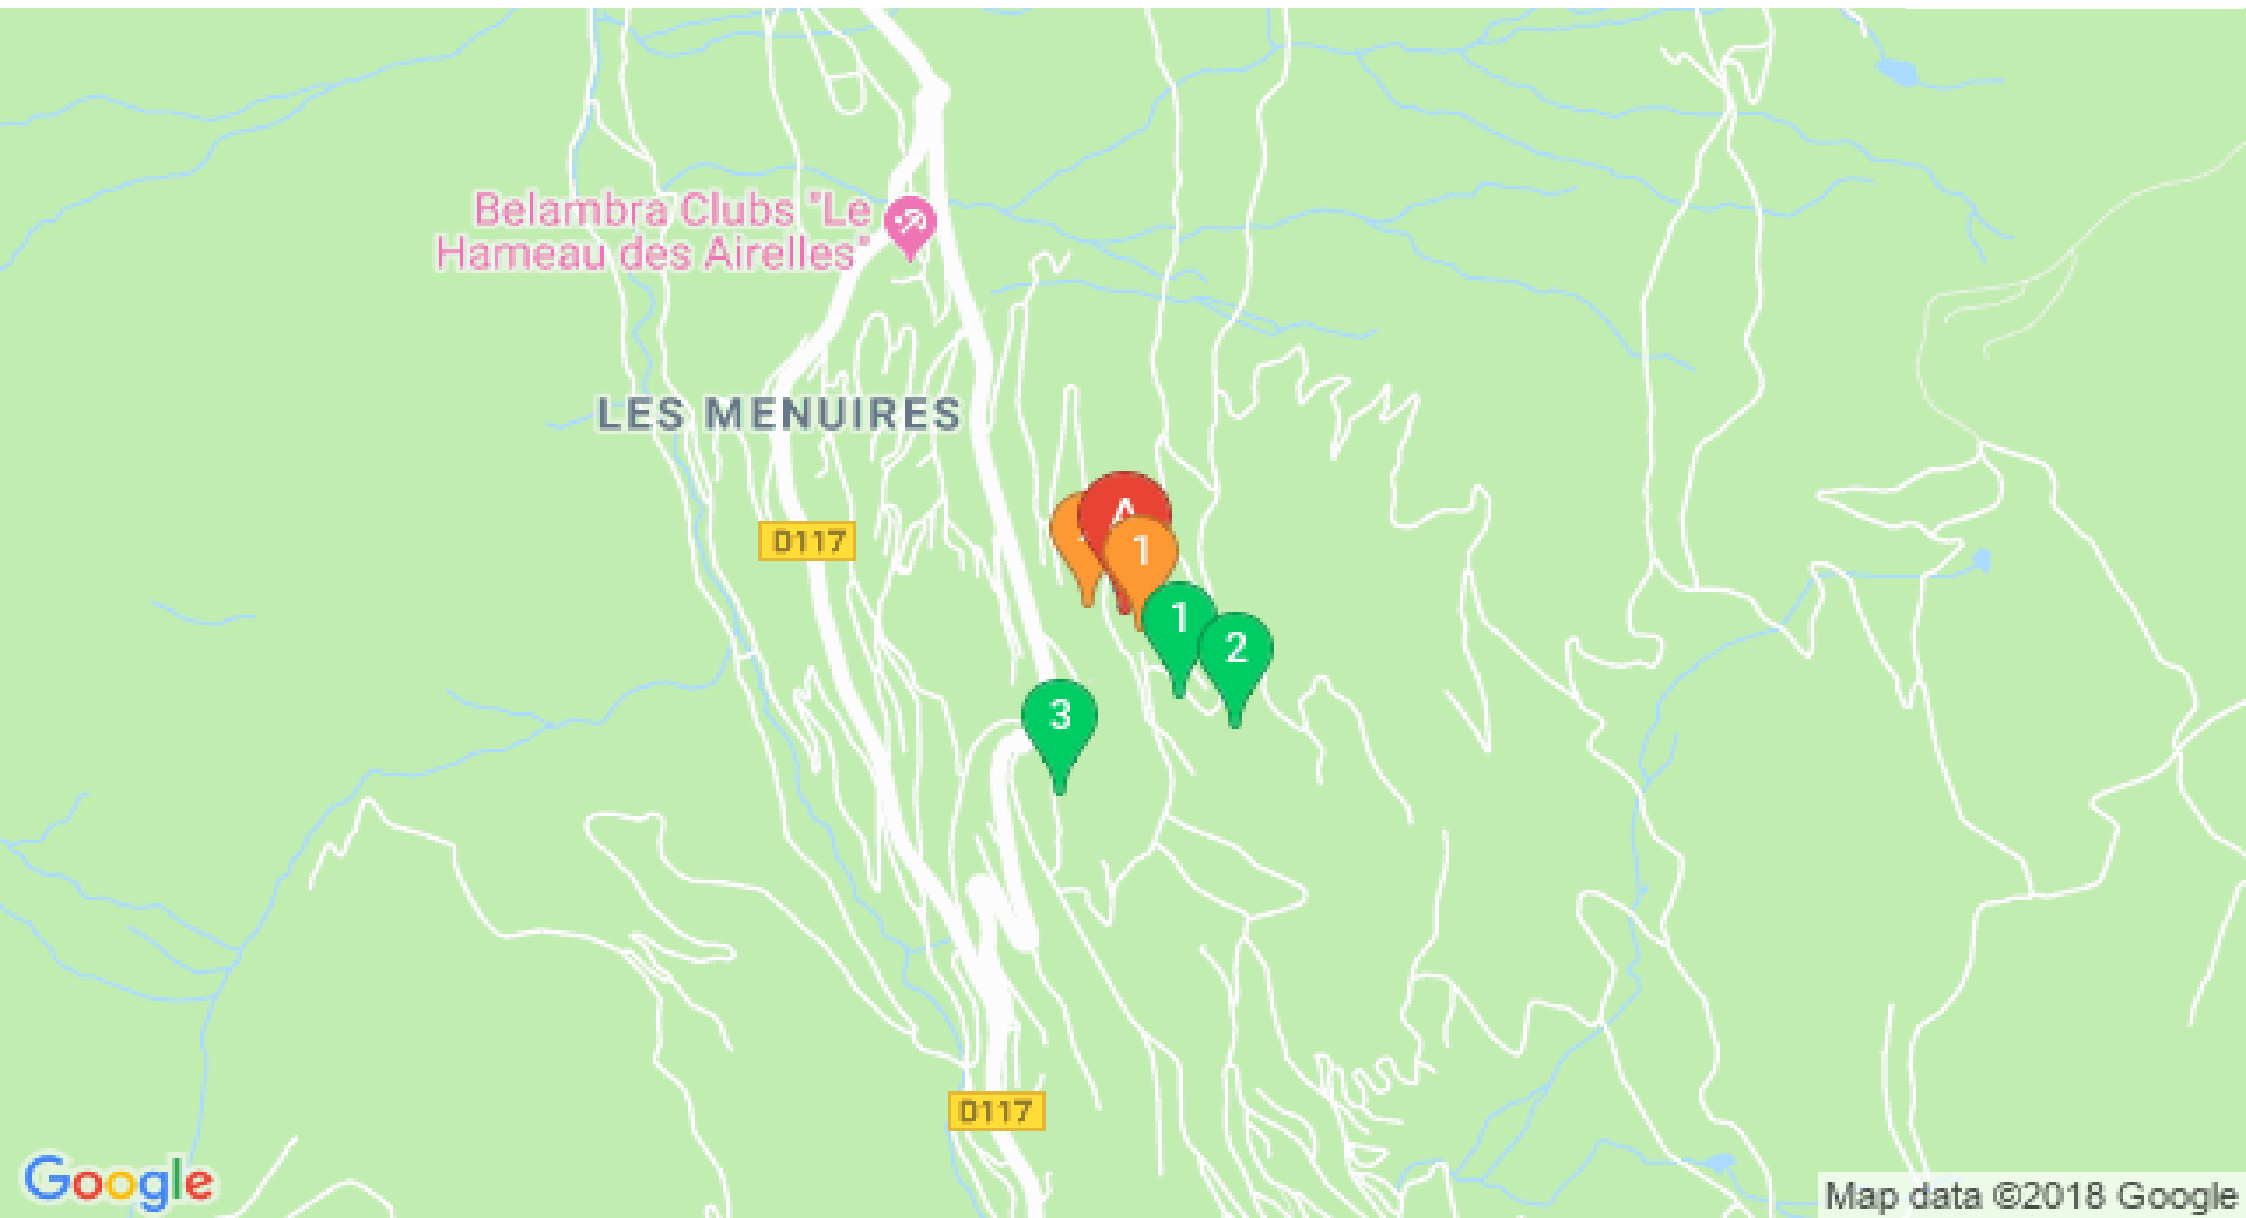 Belambra Clubs "Le
Hameau des Airelles"
LES MENUIRES
A
D117
1
1
2
3
D117
Google
Map data ©2018 Google